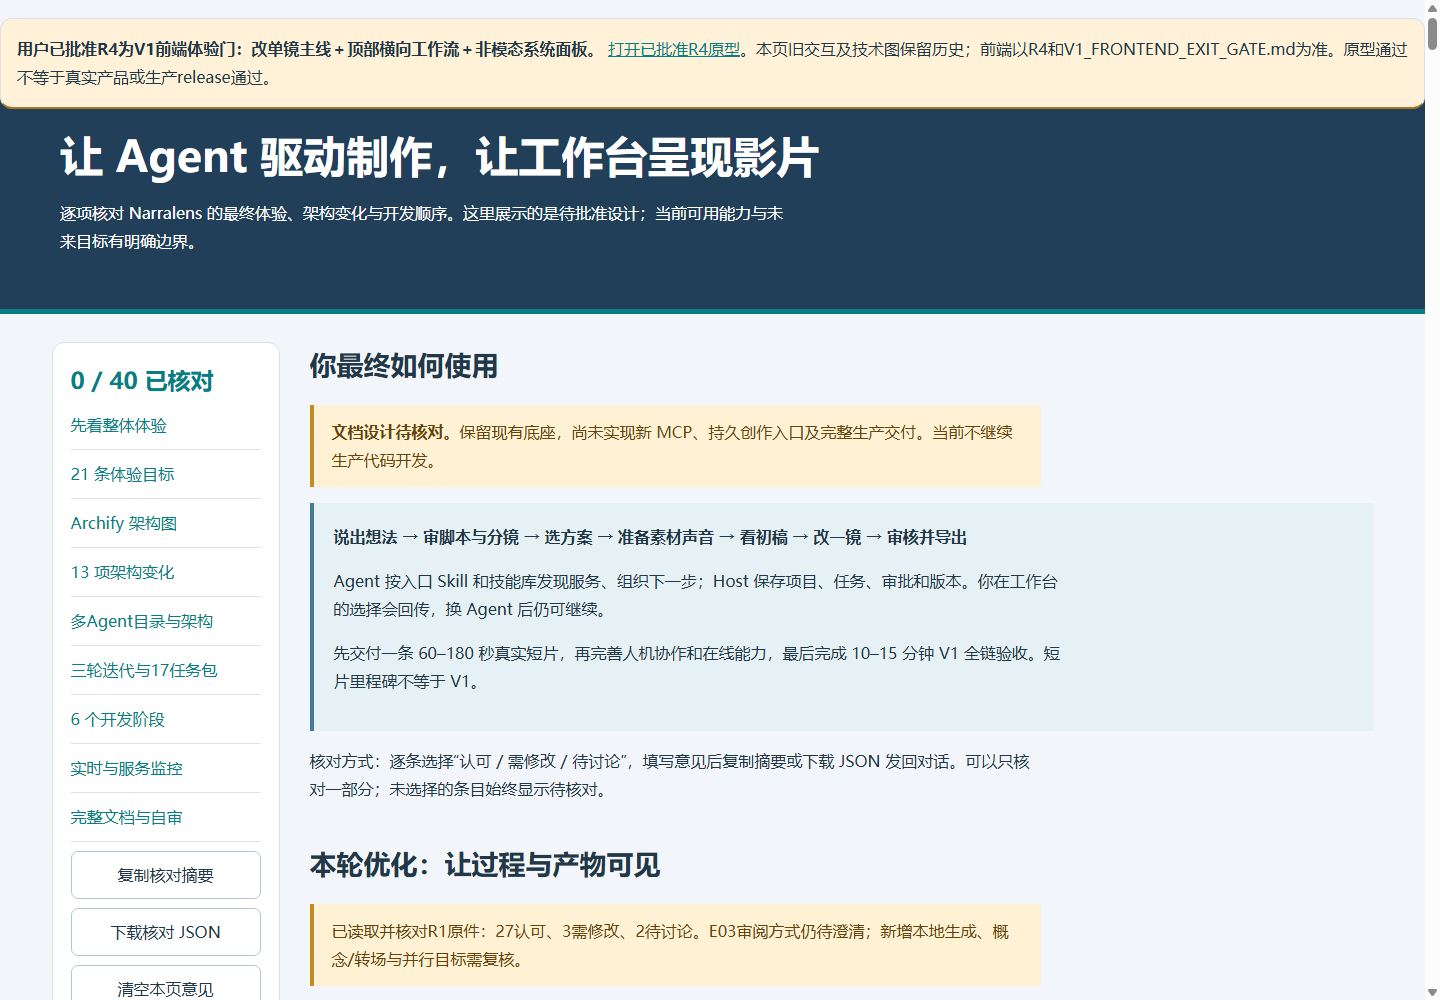 用户已批准R4为V1前端体验门：改单镜主线＋顶部横向工作流＋非模态系统面板。 打开已批准R4原型。本页旧交互及技术图保留历史；前端以R4和V1_FRONTEND_EXIT_GATE.md为准。原型通过
不等于真实产品或生产release通过。
让 Agent 驱动制作，让工作台呈现影片
逐项核对 Narralens 的最终体验、架构变化与开发顺序。这里展示的是待批准设计；当前可用能力与未
来目标有明确边界。
0 / 40 已核对
先看整体体验
21 条体验目标
Archify 架构图
13 项架构变化
多Agent目录与架构
三轮迭代与17任务包
6 个开发阶段
实时与服务监控
完整文档与自审
复制核对摘要
下载核对 JSON
清空本页意见
你最终如何使用
文档设计待核对。保留现有底座，尚未实现新 MCP、持久创作入口及完整生产交付。当前不继续
生产代码开发。
说出想法 → 审脚本与分镜 → 选方案 → 准备素材声音 → 看初稿 → 改一镜 → 审核并导出
Agent 按入口 Skill 和技能库发现服务、组织下一步；Host 保存项目、任务、审批和版本。你在工作台
的选择会回传，换 Agent 后仍可继续。
先交付一条 60–180 秒真实短片，再完善人机协作和在线能力，最后完成 10–15 分钟 V1 全链验收。短
片里程碑不等于 V1。
核对方式：逐条选择“认可 / 需修改 / 待讨论”，填写意见后复制摘要或下载 JSON 发回对话。可以只核
对一部分；未选择的条目始终显示待核对。
本轮优化：让过程与产物可见
已读取并核对R1原件：27认可、3需修改、2待讨论。E03审阅方式仍待澄清；新增本地生成、概
念/转场与并行目标需复核。